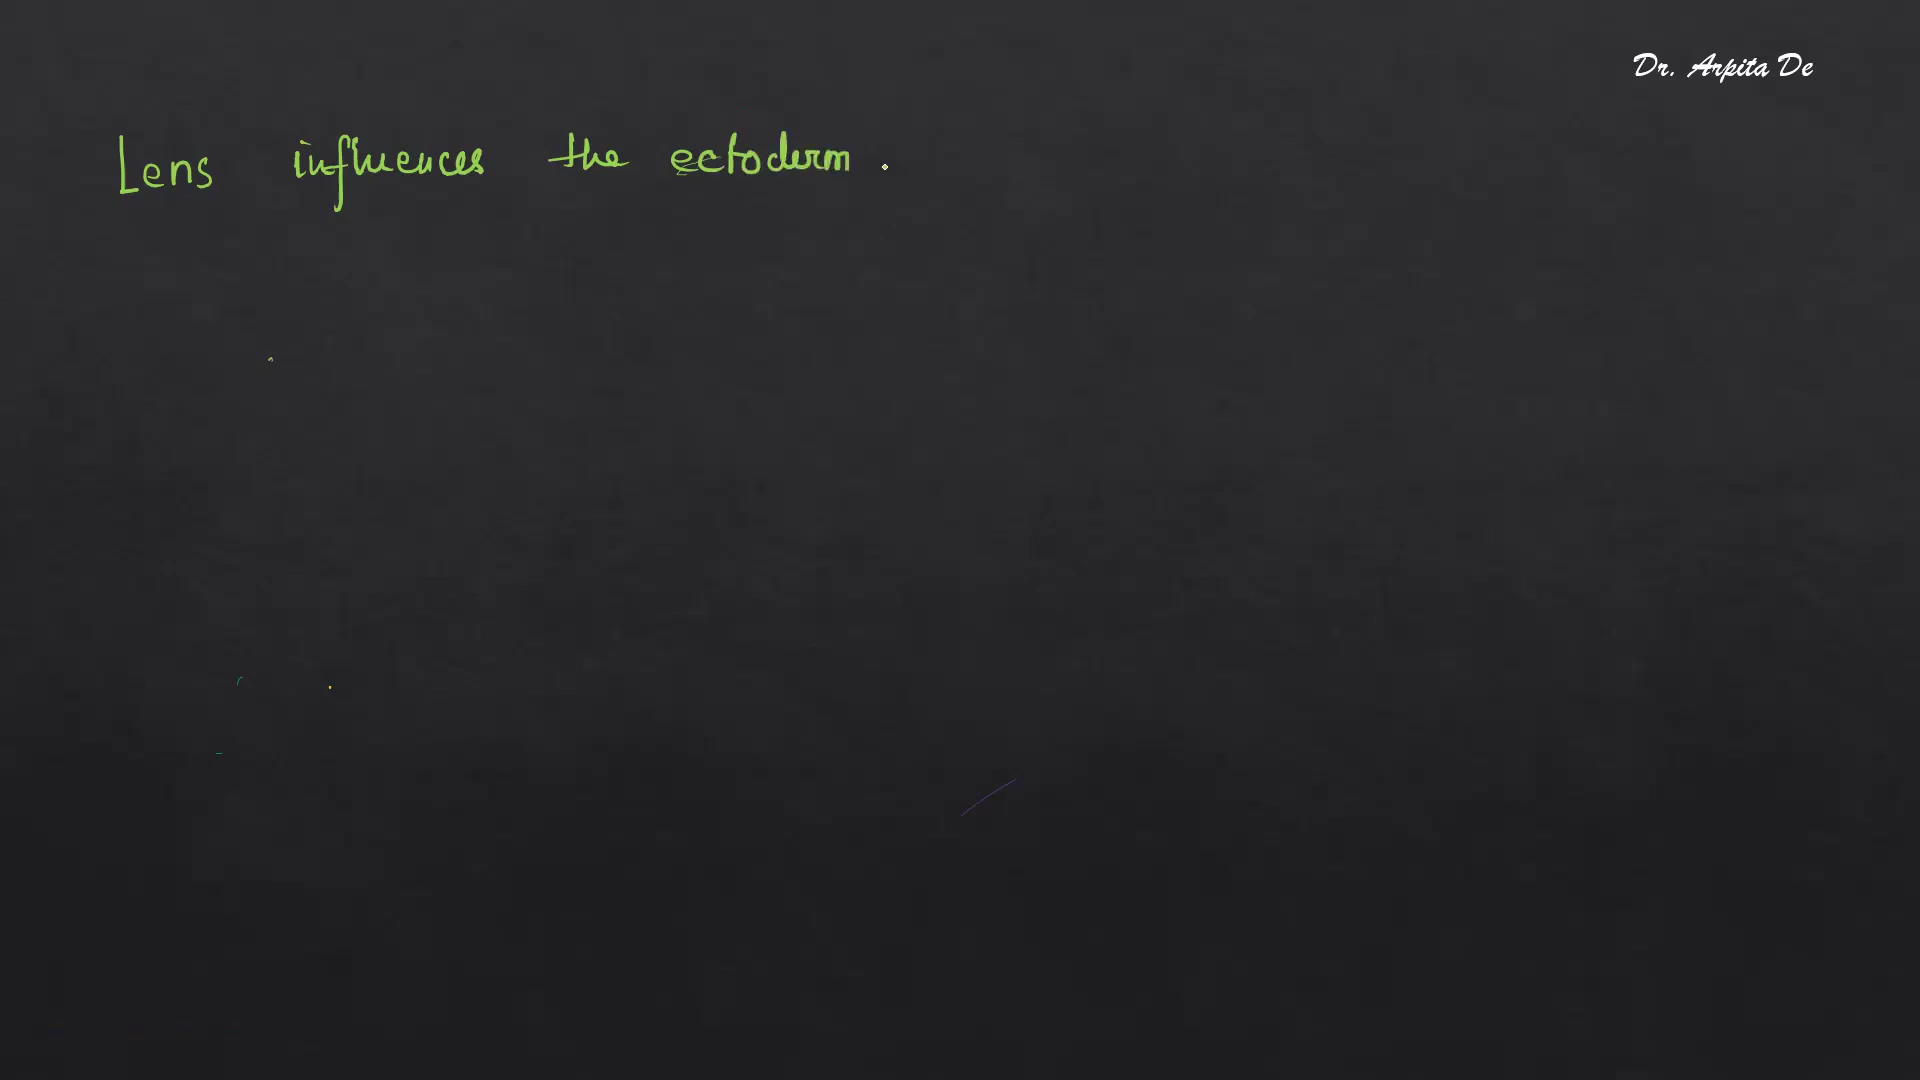 Dr. Arpita De
Lens influences the ectoderm .